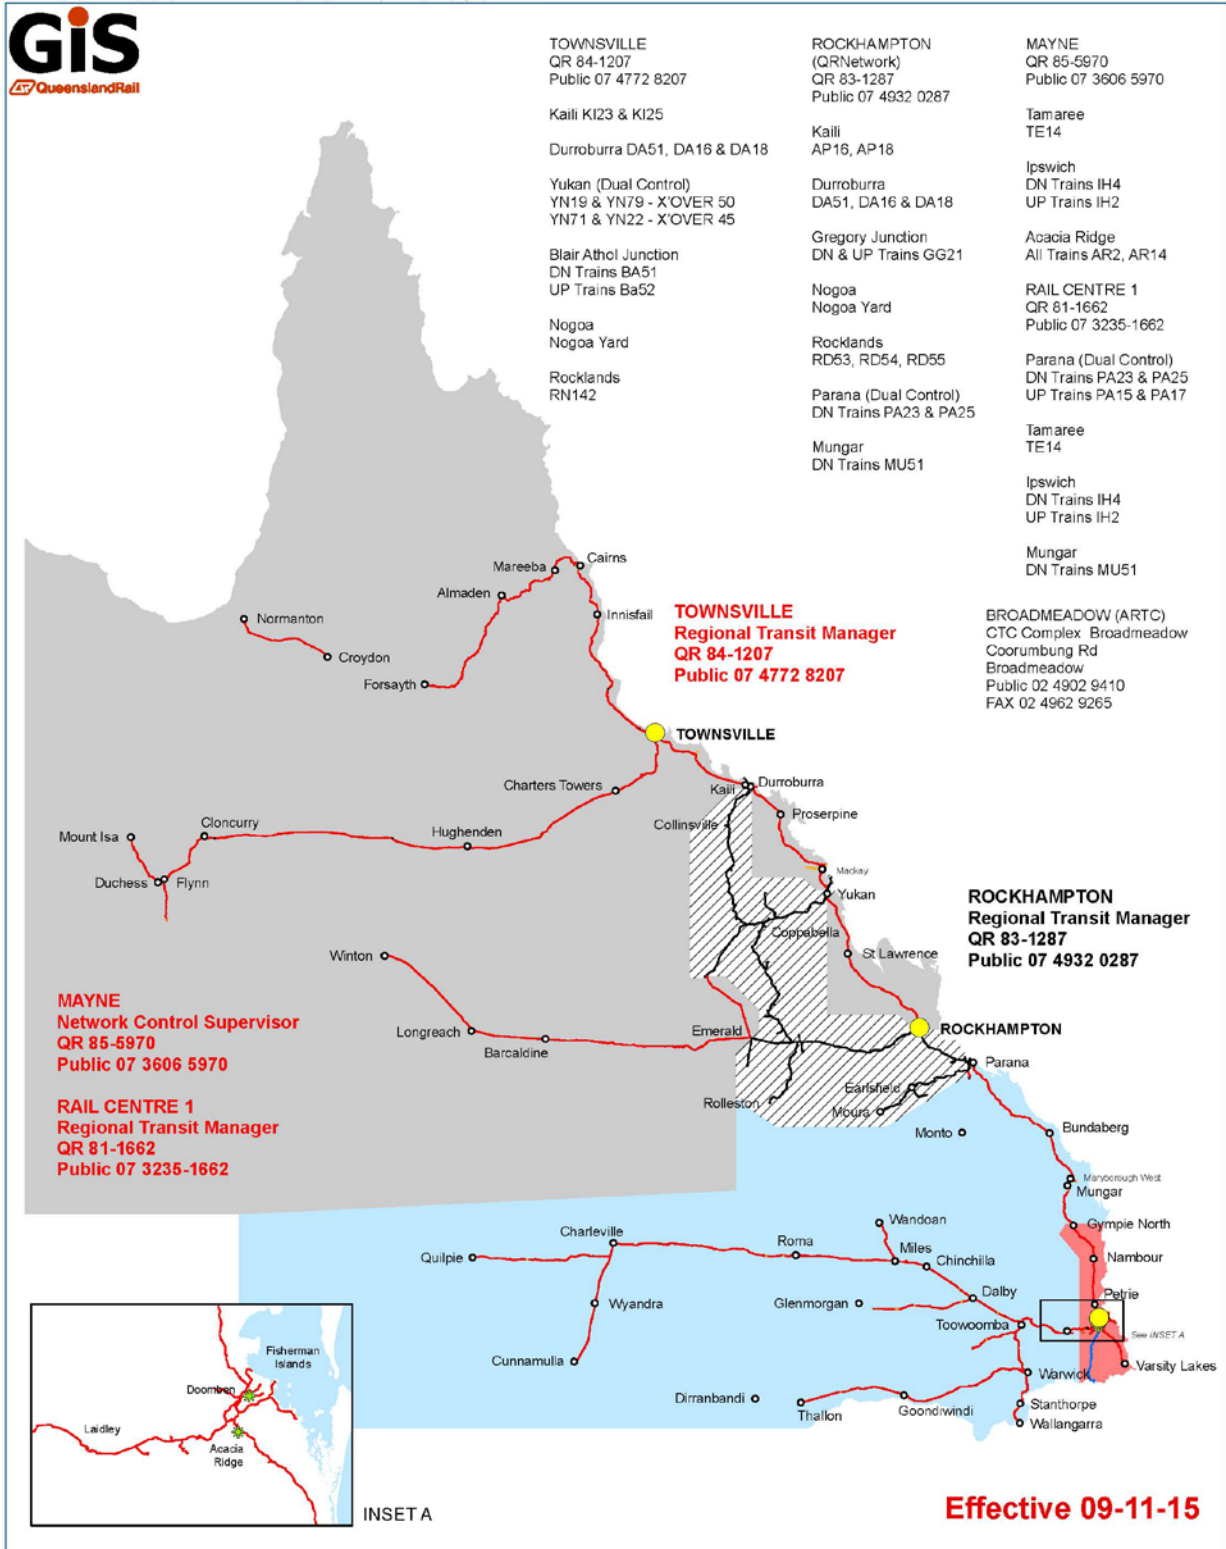 GiS
QR QueenslandRail
TOWNSVILLE
QR 84-1207
Public 07 4772 8207
Kaili KI23 & KI25
Durroburra DA51, DA16 & DA18
Yukan (Dual Control)
YN19 & YN79 - X'OVER 50
YN71 & YN22 - X'OVER 45
Blair Athol Junction
DN Trains BA51
UP Trains Ba52
Nogoa
Nogoa Yard
Rocklands
RN142
ROCKHAMPTON
(QRNetwork)
QR 83-1287
Public 07 4932 0287
Kaili
AP16, AP18
Durroburra
DA51, DA16 & DA18
Gregory Junction
DN & UP Trains GG21
Nogoa
Nogoa Yard
Rocklands
RD53, RD54, RD55
Parana (Dual Control)
DN Trains PA23 & PA25
Mungar
DN Trains MU51
MAYNE
QR 85-5970
Public 07 3606 5970
Tamaree
TE14
Ipswich
DN Trains IH4
UP Trains IH2
Acacia Ridge
All Trains AR2, AR14
RAIL CENTRE 1
QR 81-1662
Public 07 3235-1662
Parana (Dual Control)
DN Trains PA23 & PA25
UP Trains PA15 & PA17
Tamaree
TE14
Ipswich
DN Trains IH4
UP Trains IH2
Mungar
DN Trains MU51
BROADMEADOW (ARTC)
CTC Complex Broadmeadow
Coorumbung Rd
Broadmeadow
Public 02 4902 9410
FAX 02 4962 9265
Cairns
Mareeba
Almaden
Innisfail
Normanton
Croydon
Forsayth
TOWNSVILLE
Regional Transit Manager
QR 84-1207
Public 07 4772 8207
TOWNSVILLE
Charters Towers
Kaili
Durroburra
Proserpine
Collinsville
Cloncurry
Mount Isa
Hughenden
Duchess
Flynn
Mackay
Yukan
Coppabella
St Lawrence
Winton
ROCKHAMPTON
Regional Transit Manager
QR 83-1287
Public 07 4932 0287
MAYNE
Network Control Supervisor
QR 85-5970
Public 07 3606 5970
Longreach
Barcaldine
Emerald
ROCKHAMPTON
Parana
Earlsfield
Rolleston
Moura
RAIL CENTRE 1
Regional Transit Manager
QR 81-1662
Public 07 3235-1662
Monto
Bundaberg
Maryborough West
Mungar
Gympie North
Wandoan
Charleville
Roma
Miles
Quilpie
Chinchilla
Nambour
Dalby
Petrie
Wyandra
Glenmorgan
Toowoomba
See INSET A
Cunnamulla
Warwick
Varsity Lakes
Dirranbandi
Thallon
Goondiwindi
Stanthorpe
Wallangarra
Fisherman
Islands
Doomben
Laidley
Acacia
Ridge
INSET A
Effective 09-11-15